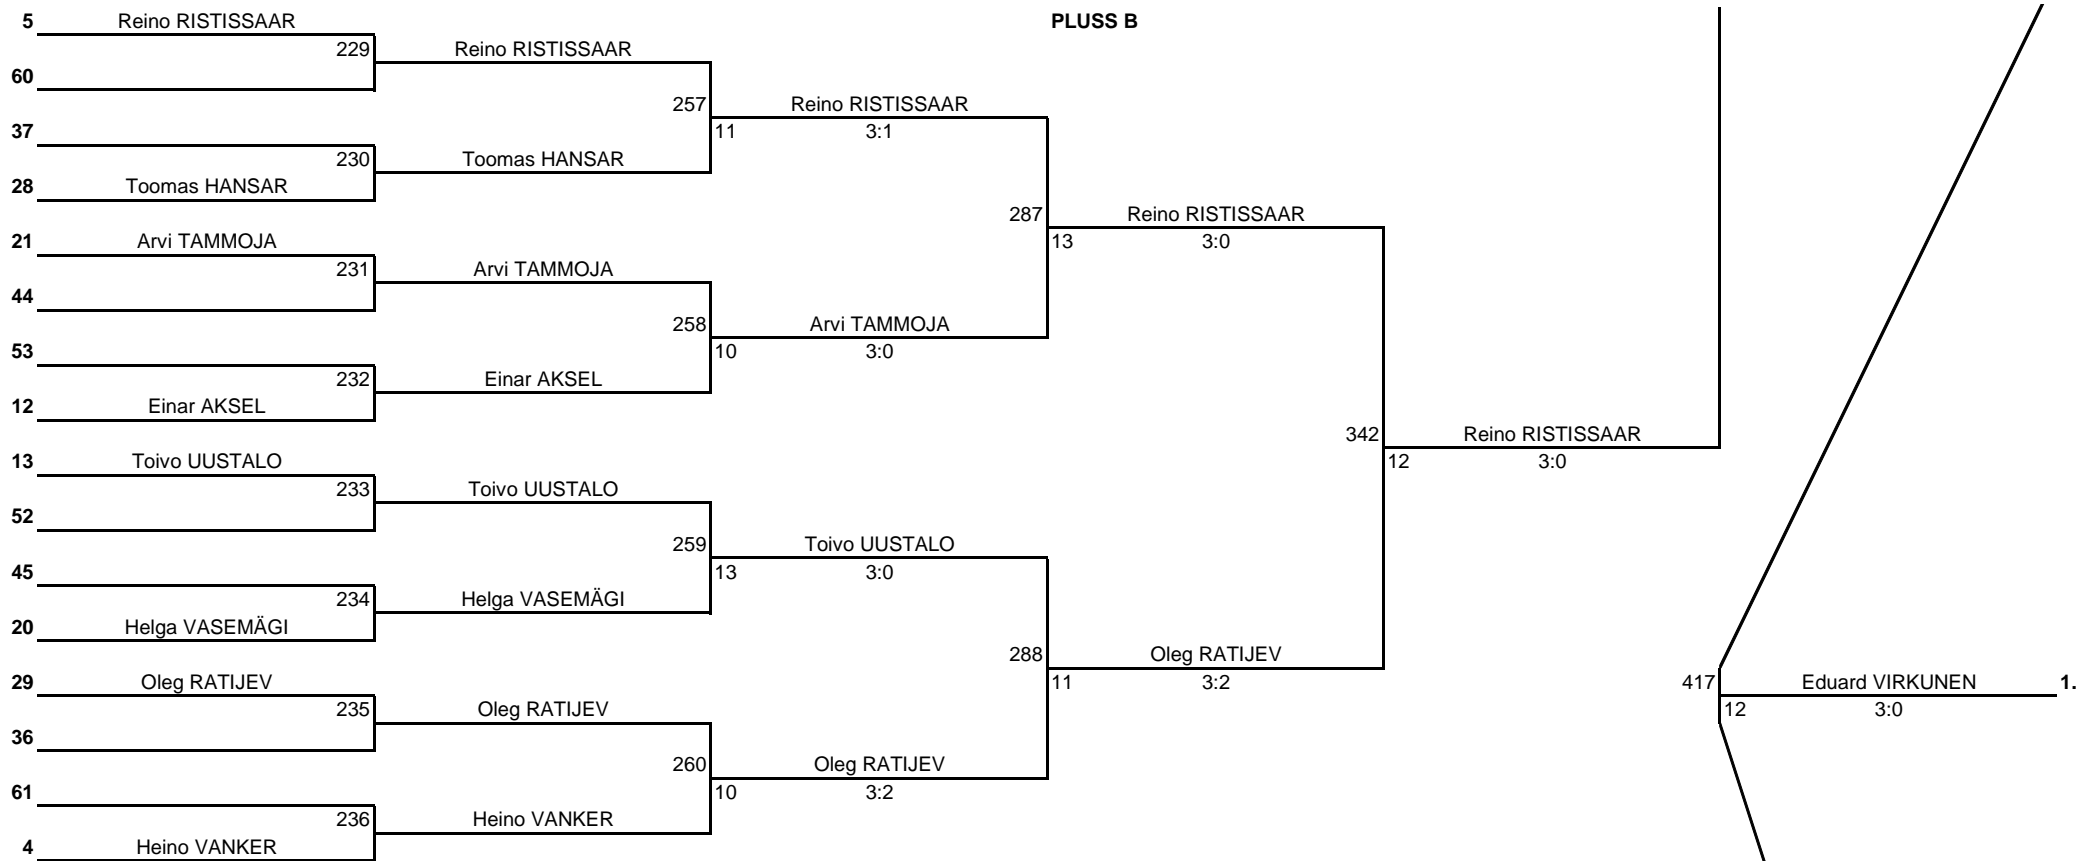 5 Reino RISTISSAAR PLUSS B
229 Reino RISTISSAAR
60
257 Reino RISTISSAAR
37 11 3:1
230 Toomas HANSAR
28 Toomas HANSAR
287 Reino RISTISSAAR
21 Arvi TAMMOJA 13 3:0
231 Arvi TAMMOJA
44
258 Arvi TAMMOJA
53 10 3:0
232 Einar AKSEL
12 Einar AKSEL
342 Reino RISTISSAAR
13 Toivo UUSTALO 12 3:0
233 Toivo UUSTALO
52
259 Toivo UUSTALO
45 13 3:0
234 Helga VASEMÄGI
20 Helga VASEMÄGI
288 Oleg RATIJEV
29 Oleg RATIJEV 11 3:2 417 Eduard VIRKUNEN 1.
235 Oleg RATIJEV 12 3:0
36
260 Oleg RATIJEV
61 10 3:2
236 Heino VANKER
4 Heino VANKER